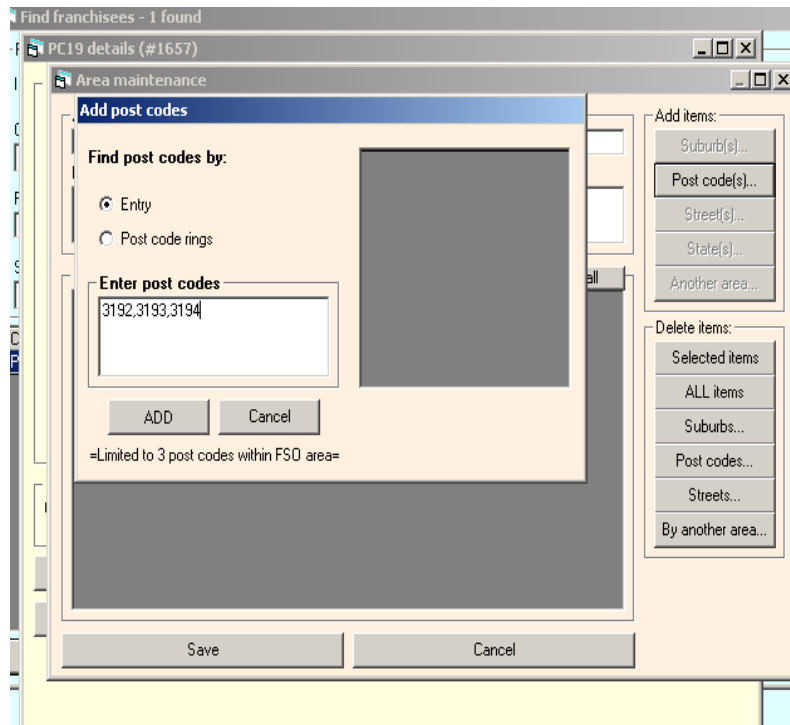 Find franchisees - 1 found
PC19 details (#1657)
Area maintenance
Add post codes
Find post codes by:
Entry
Post code rings
Enter post codes
3192,3193,3194
ADD
Cancel
=Limited to 3 post codes within FSO area=
all
Add items:
Suburb(s)...
Post code(s)...
Street(s)...
State(s)...
Another area...
Delete items:
Selected items
ALL items
Suburbs...
Post codes...
Streets...
By another area...
Save
Cancel